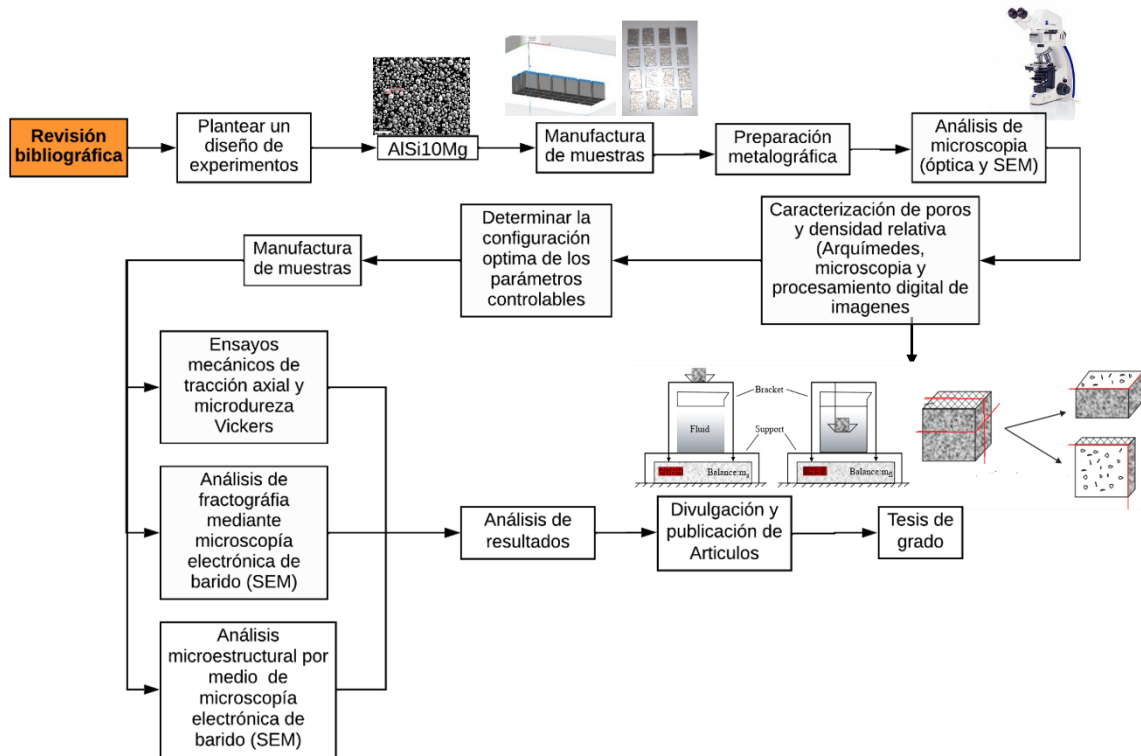 Revisión
bibliográfica
Plantear un
diseño de
experimentos
AlSi10Mg
Manufactura
de muestras
Preparación
metalográfica
Análisis de
microscopia
(óptica y SEM)
Manufactura
de muestras
Determinar la
configuración
optima de los
parámetros
controlables
Caracterización de poros
y densidad relativa
(Arquímedes,
microscopia y
procesamiento digital de
imagenes
Ensayos
mecánicos de
tracción axial y
microdureza
Vickers
Bracket
Fluid
Support
Balance:ma
Balance:mfl
Análisis de
fractográfia
mediante
microscopía
electrónica de
barido (SEM)
Análisis de
resultados
Divulgación y
publicación de
Articulos
Tesis de
grado
Análisis
microestructural por
medio de
microscopía
electrónica de
barido (SEM)